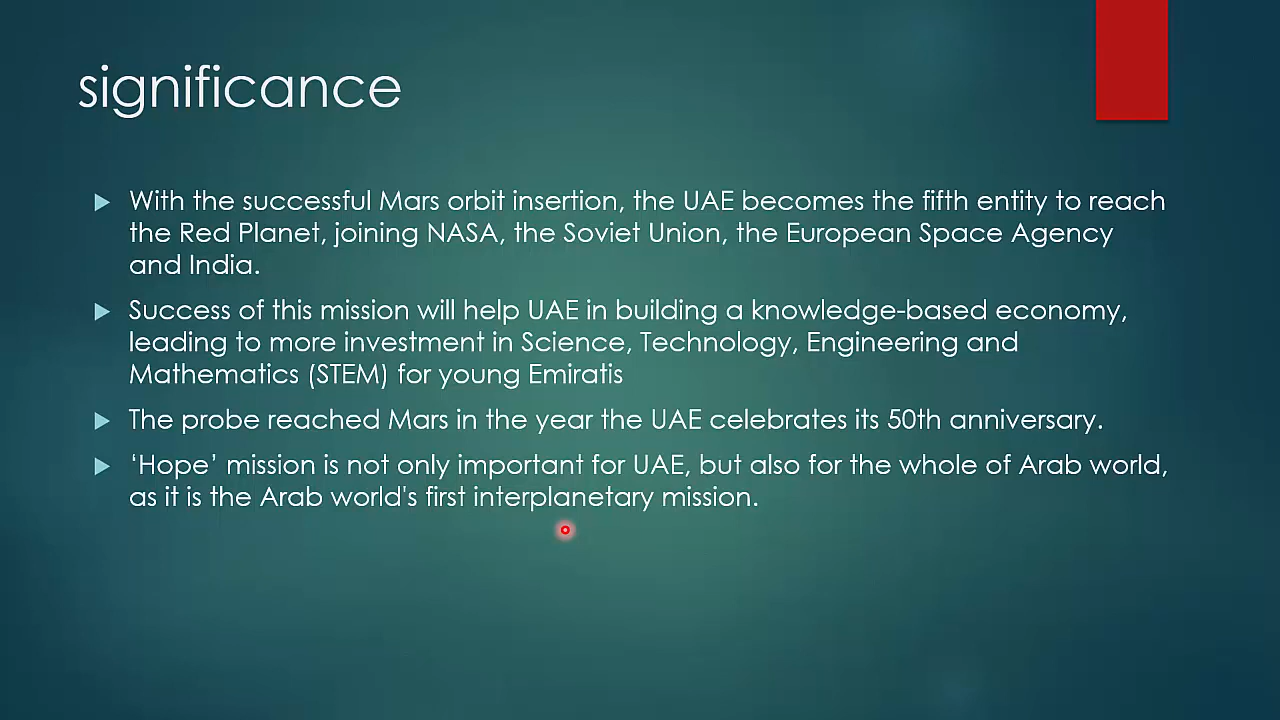 significance
With the successful Mars orbit insertion, the UAE becomes the fifth entity to reach
the Red Planet, joining NASA, the Soviet Union, the European Space Agency
and India.
Success of this mission will help UAE in building a knowledge-based economy,
leading to more investment in Science, Technology, Engineering and
Mathematics (STEM) for young Emiratis
The probe reached Mars in the year the UAE celebrates its 50th anniversary.
‘Hope’ mission is not only important for UAE, but also for the whole of Arab world,
as it is the Arab world's first interplanetary mission.